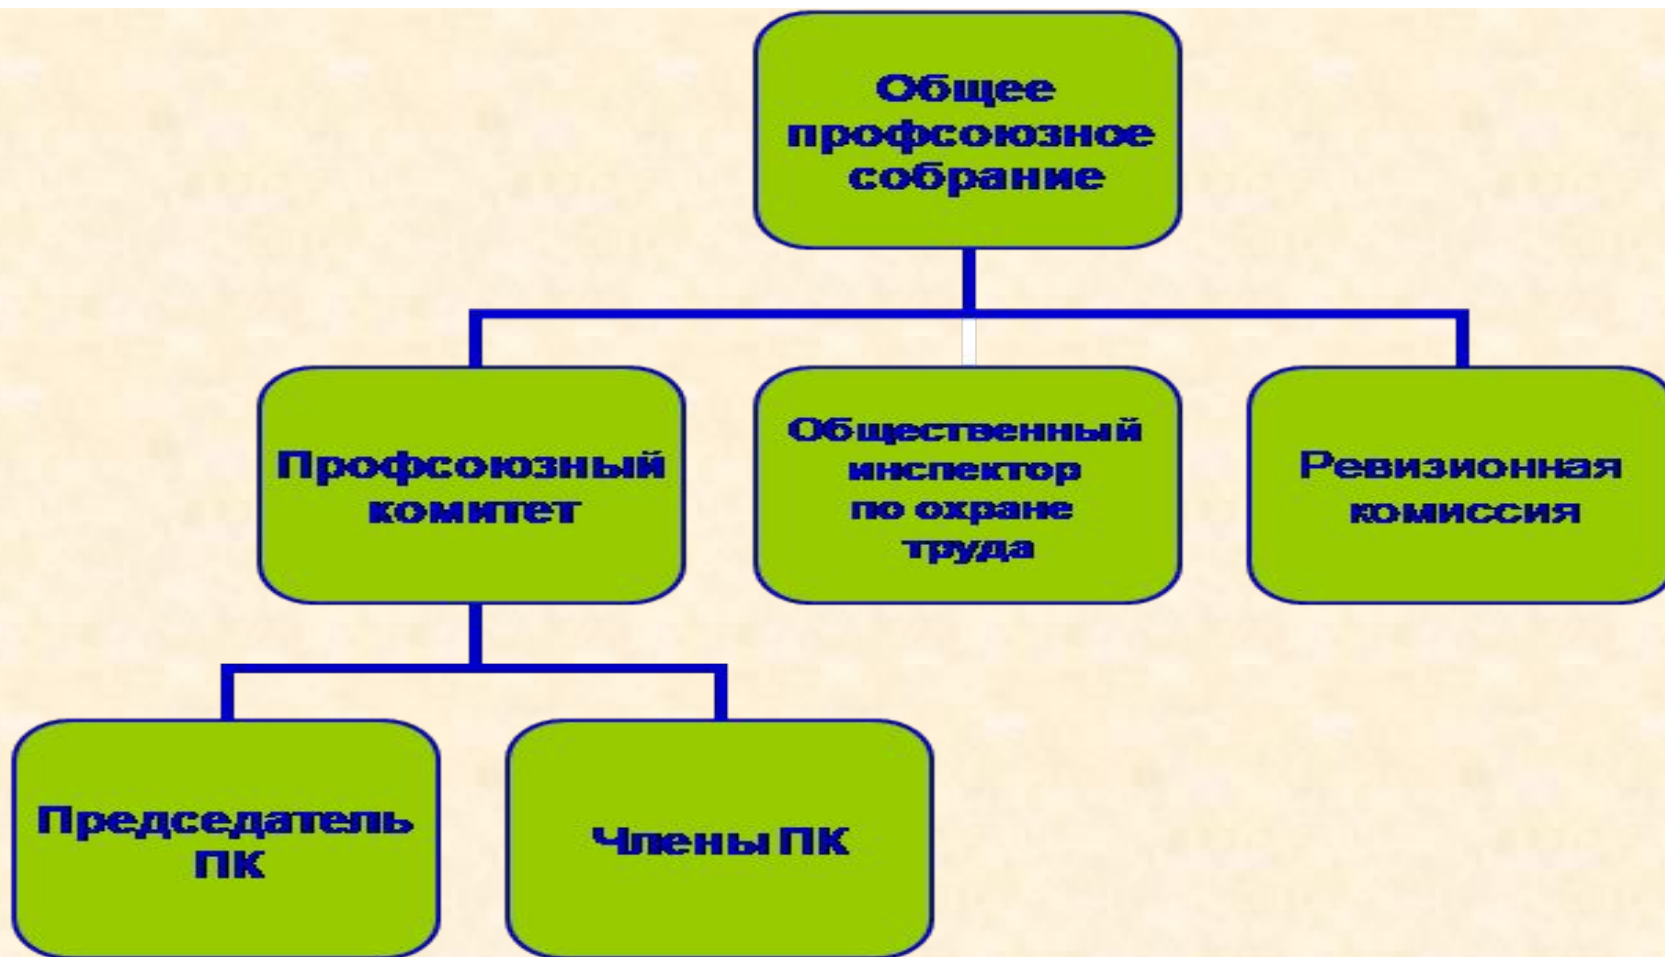 Общее
профсоюзное
собрание
Профсоюзный
комитет
Общественный
инспектор
по охране
труда
Ревизионная
комиссия
Председатель
ПК
Члены ПК